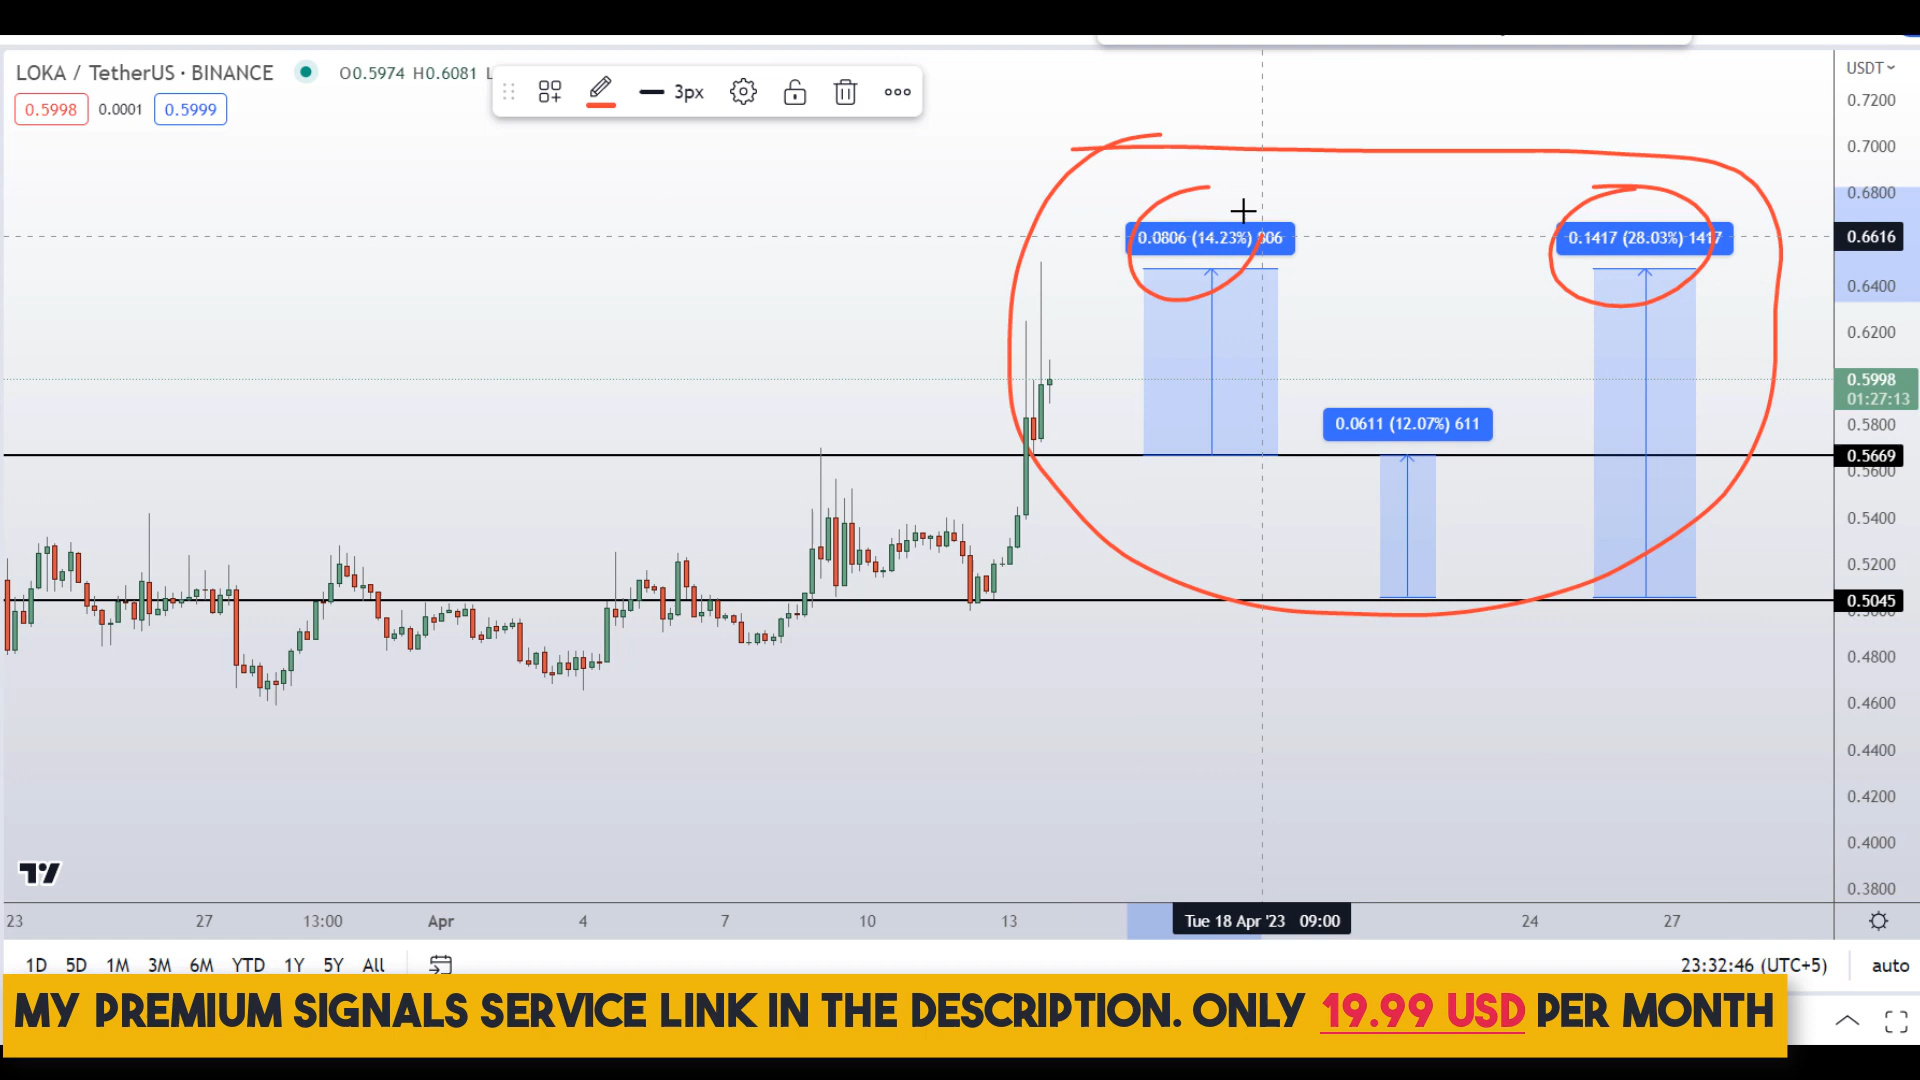 LOKA / TetherUS · BINANCE
O0.5974 H0.6081 L
0.5998 0.0001 0.5999
3px
USDT
0.7200
0.7000
0.6800
0.6616
0.6400
0.6200
0.5998
01:27:13
0.5800
0.5669
0.5600
0.5400
0.5200
0.5045
0.4800
0.4600
0.4400
0.4200
0.4000
0.3800
0.0806 (14.23%) 806
0.1417 (28.03%) 1417
0.0611 (12.07%) 611
23 27 13:00 Apr 4 7 10 13 Tue 18 Apr '23 09:00 24 27
1D 5D 1M 3M 6M YTD 1Y 5Y All
23:32:46 (UTC+5) auto
MY PREMIUM SIGNALS SERVICE LINK IN THE DESCRIPTION. ONLY 19.99 USD PER MONTH